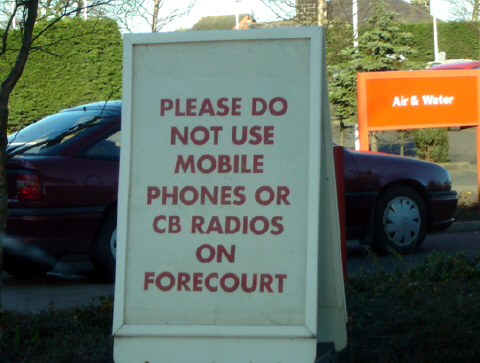 PLEASE DO
NOT USE
MOBILE
PHONES OR
CB RADIOS
ON
FORECOURT
Air & Water